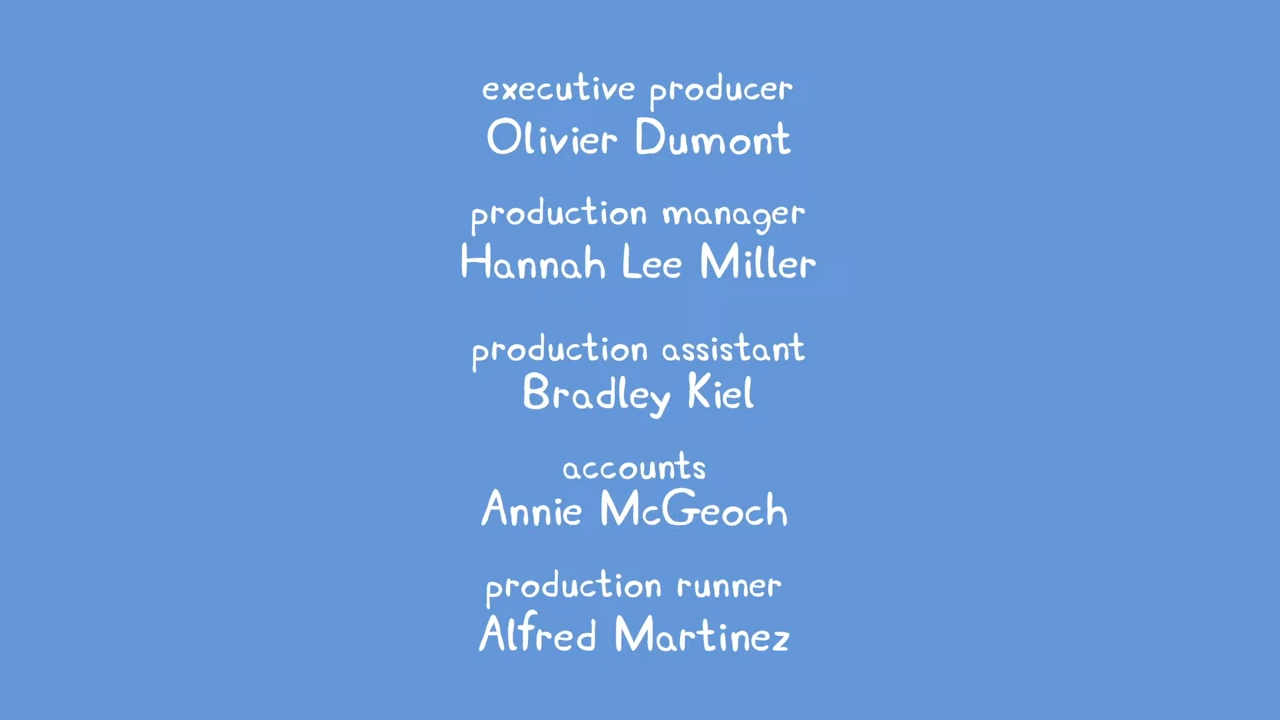 executive producer
Olivier Dumont
production manager
Hannah Lee Miller
production assistant
Bradley Kiel
accounts
Annie McGeoch
production runner
Alfred Martinez